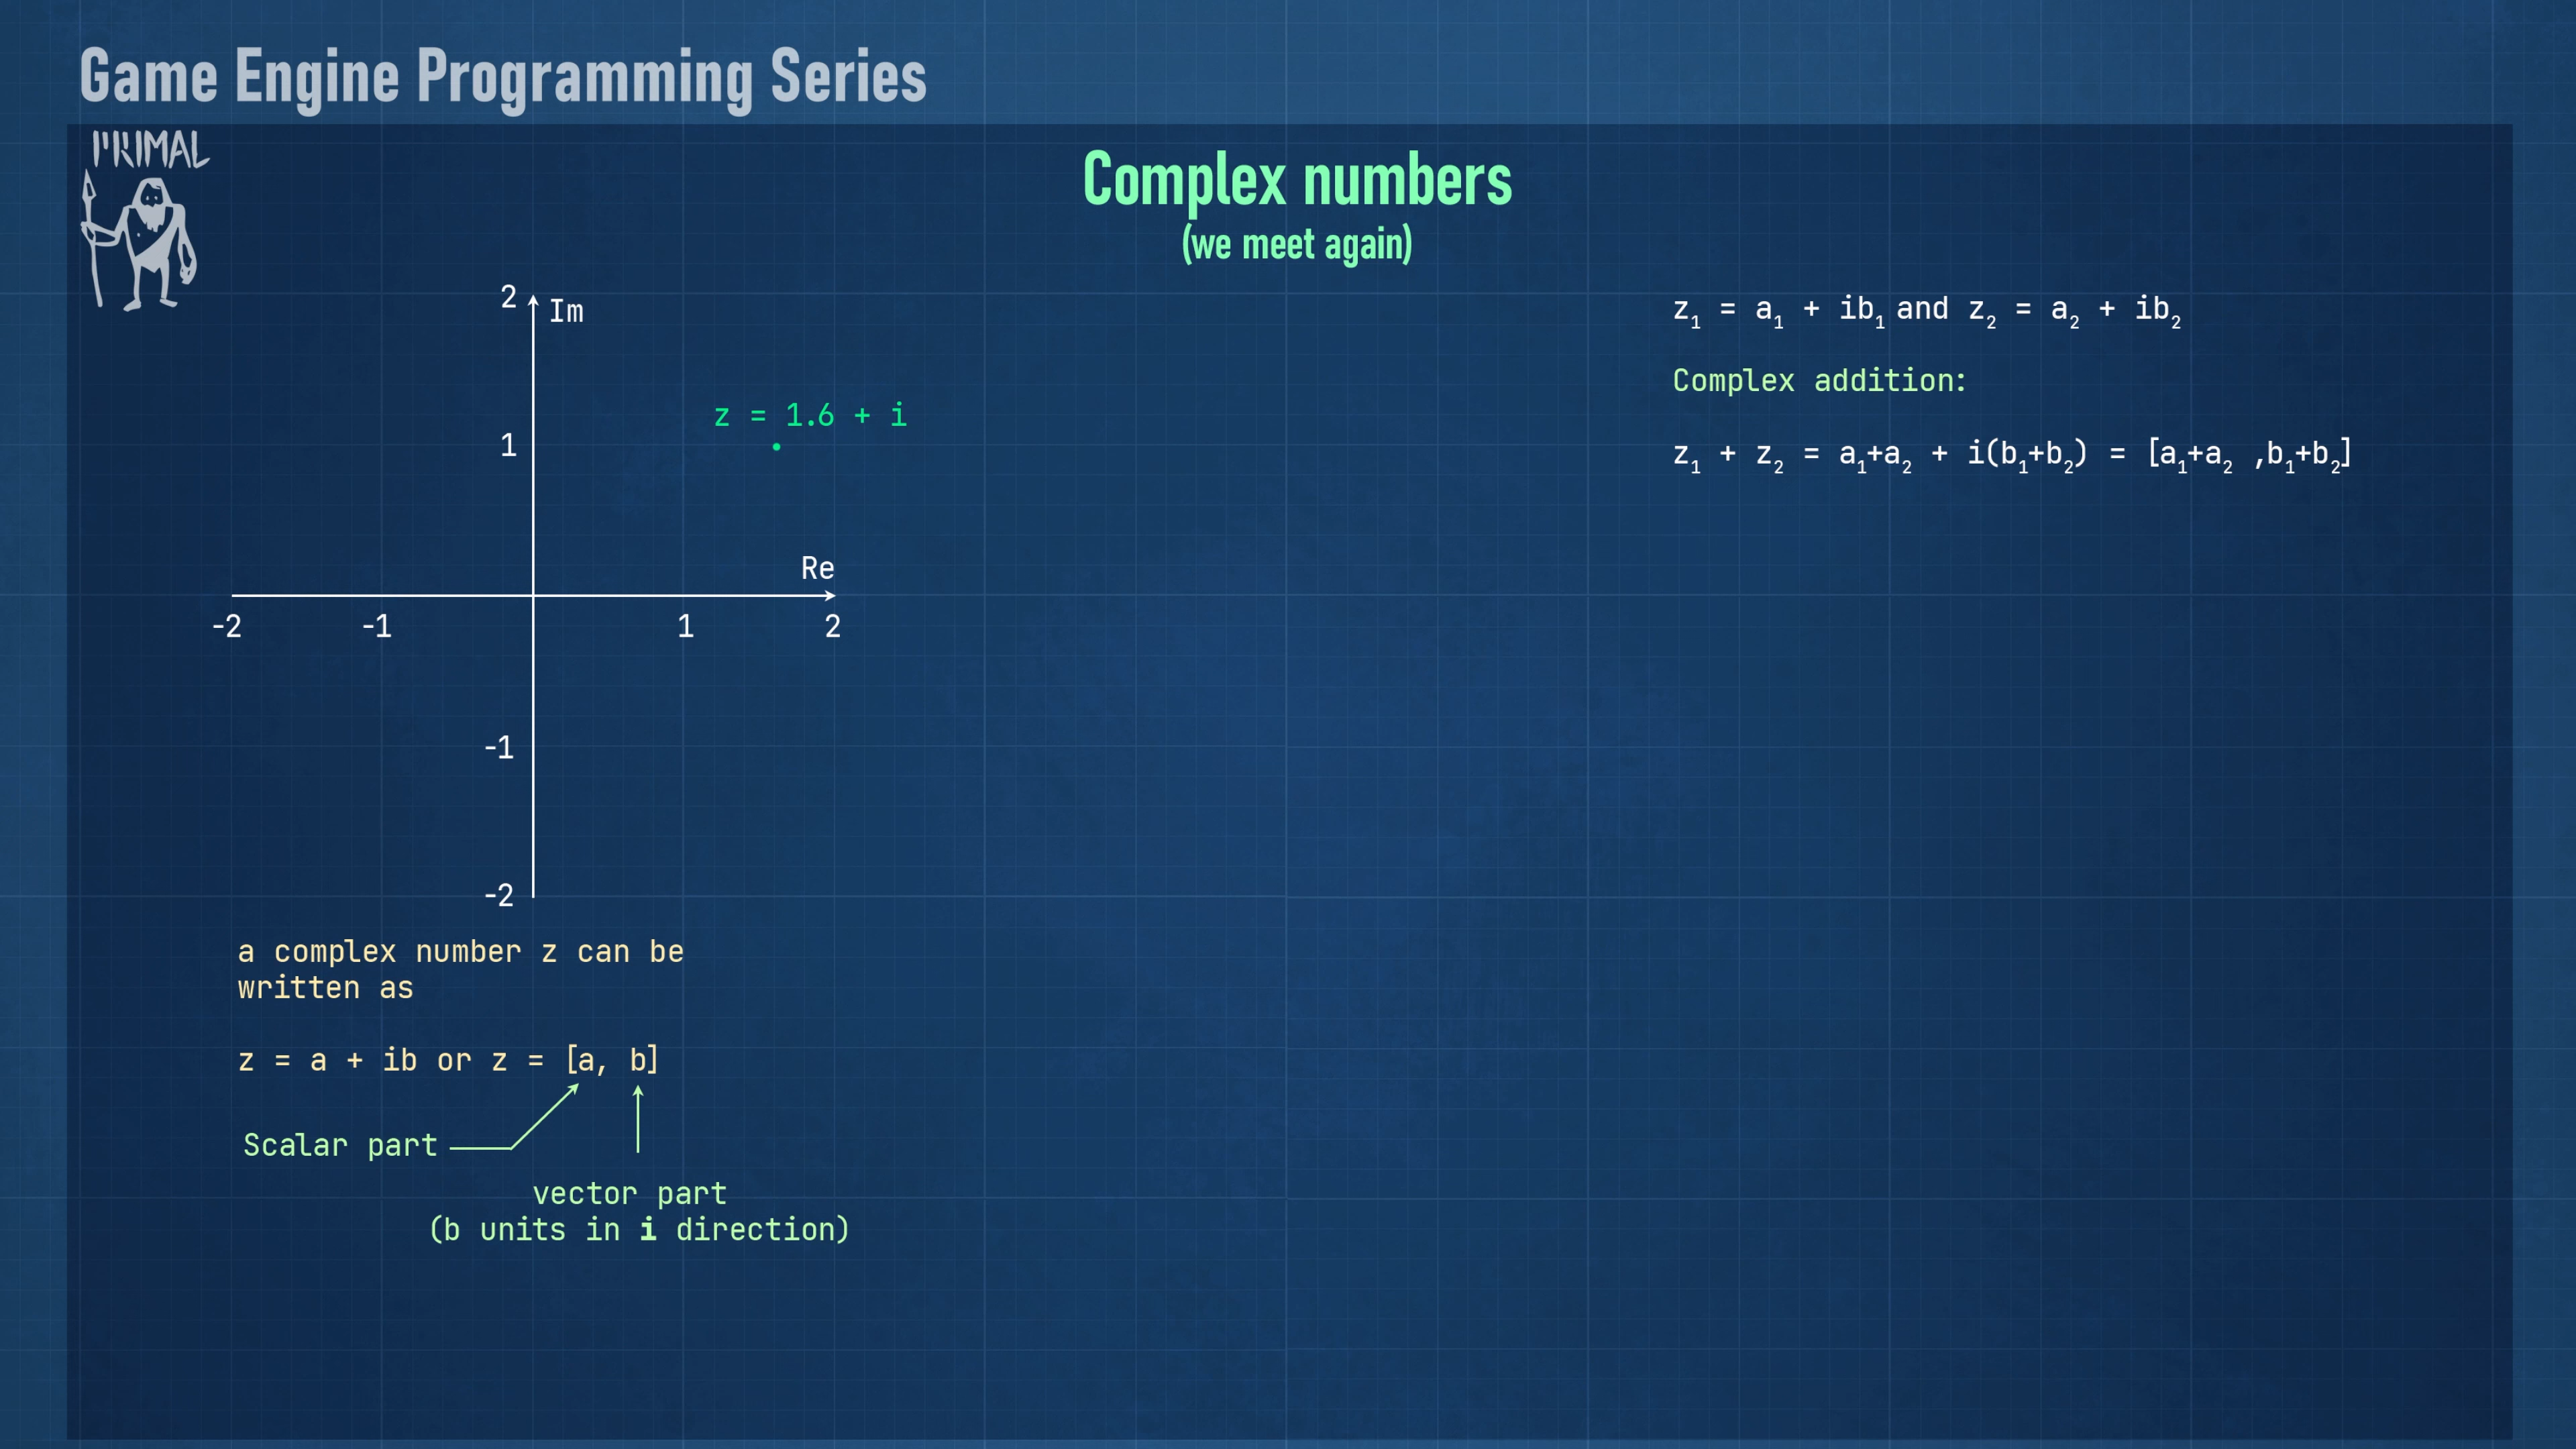 Game Engine Programming Series
PRIMAL
Complex numbers
(we meet again)
2
Im
z = 1.6 + i
1
Re
-2
-1
1
2
-1
-2
a complex number z can be
written as
z = a + ib or z = [a, b]
Scalar part
vector part
(b units in i direction)
z₁ = a₁ + ib₁ and z₂ = a₂ + ib₂
Complex addition:
z₁ + z₂ = a₁+a₂ + i(b₁+b₂) = [a₁+a₂ ,b₁+b₂]